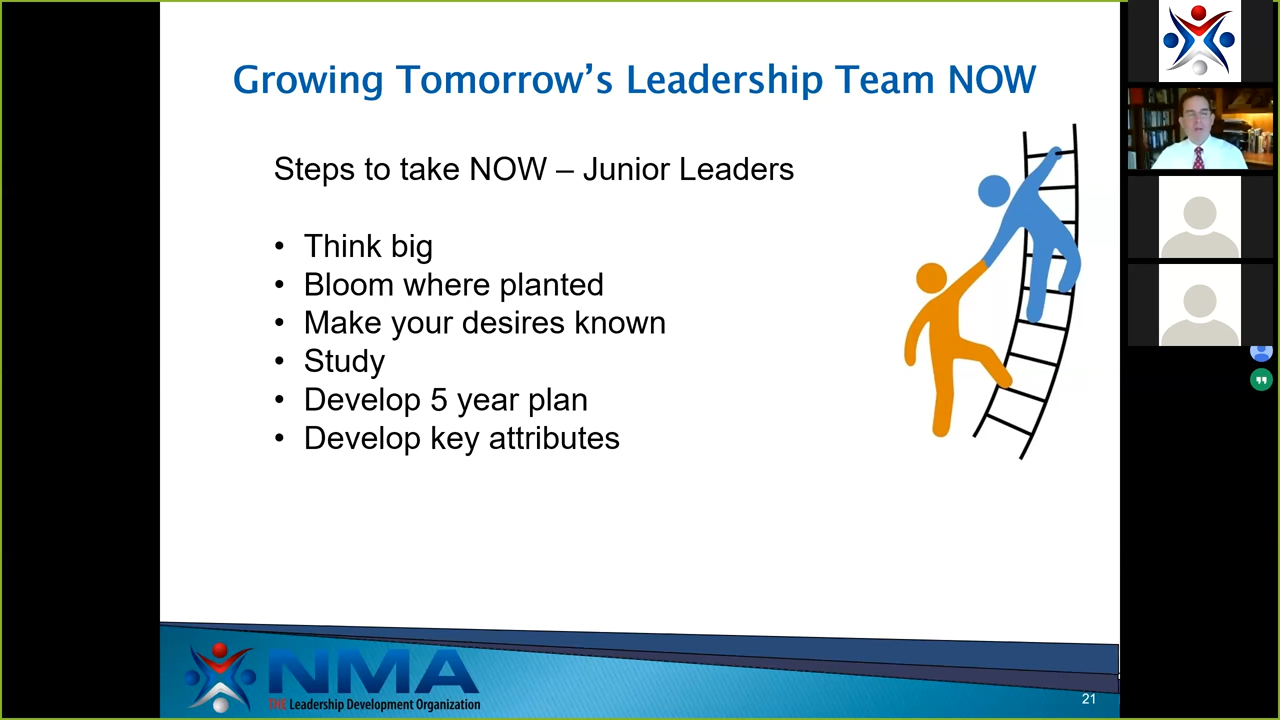 Growing Tomorrow’s Leadership Team NOW
Steps to take NOW – Junior Leaders
• Think big
• Bloom where planted
• Make your desires known
• Study
• Develop 5 year plan
• Develop key attributes
NMA
THE Leadership Development Organization
21